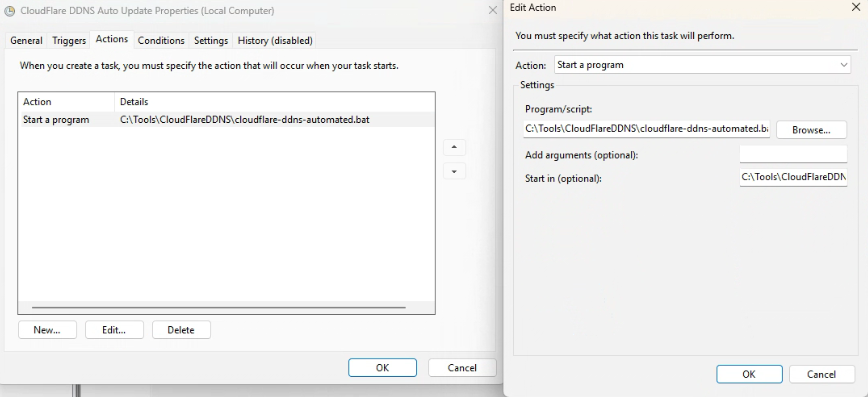 CloudFlare DDNS Auto Update Properties (Local Computer)
General Triggers Actions Conditions Settings History (disabled)
When you create a task, you must specify the action that will occur when your task starts.
Action Details
Start a program C:\Tools\CloudFlareDDNS\cloudflare-ddns-automated.bat
New... Edit... Delete
OK Cancel
Edit Action
You must specify what action this task will perform.
Action: Start a program
Settings
Program/script:
C:\Tools\CloudFlareDDNS\cloudflare-ddns-automated.ba Browse...
Add arguments (optional):
Start in (optional): C:\Tools\CloudFlareDDN
OK Cancel